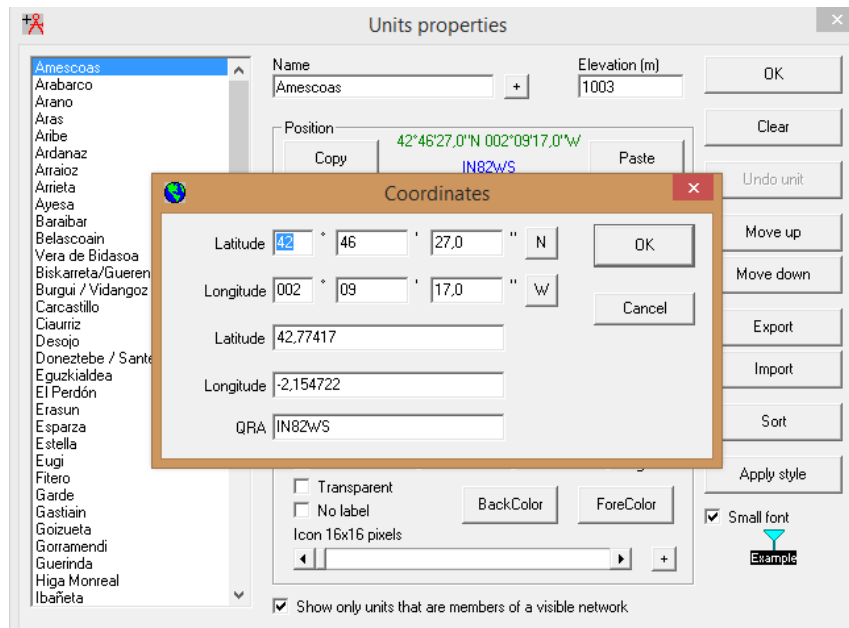 Units properties
Amescoas
Arabarco
Arano
Aras
Aribe
Ardanaz
Arraioz
Arrieta
Ayesa
Baraibar
Belascoain
Vera de Bidasoa
Biskarreta/Gueren
Burgui / Vidangoz
Carcastillo
Ciaurriz
Desojo
Doneztebe / Sante
Eguzkialdea
El Perdón
Erasun
Esparza
Estella
Eugi
Fitero
Garde
Gastiain
Goizueta
Gorramendi
Guerinda
Higa Monreal
Ibañeta
Name
Amescoas
+
Elevation (m)
1003
Position
42°46'27,0''N 002°09'17,0''W
IN82WS
Copy
Paste
OK
Clear
Undo unit
Move up
Move down
Export
Import
Sort
Apply style
Small font
Example
Coordinates
Latitude 42 ° 46 ' 27,0 '' N
Longitude 002 ° 09 ' 17,0 '' W
Latitude 42,77417
Longitude -2,154722
QRA IN82WS
OK
Cancel
Transparent
No label
BackColor
ForeColor
Icon 16x16 pixels
+
Show only units that are members of a visible network